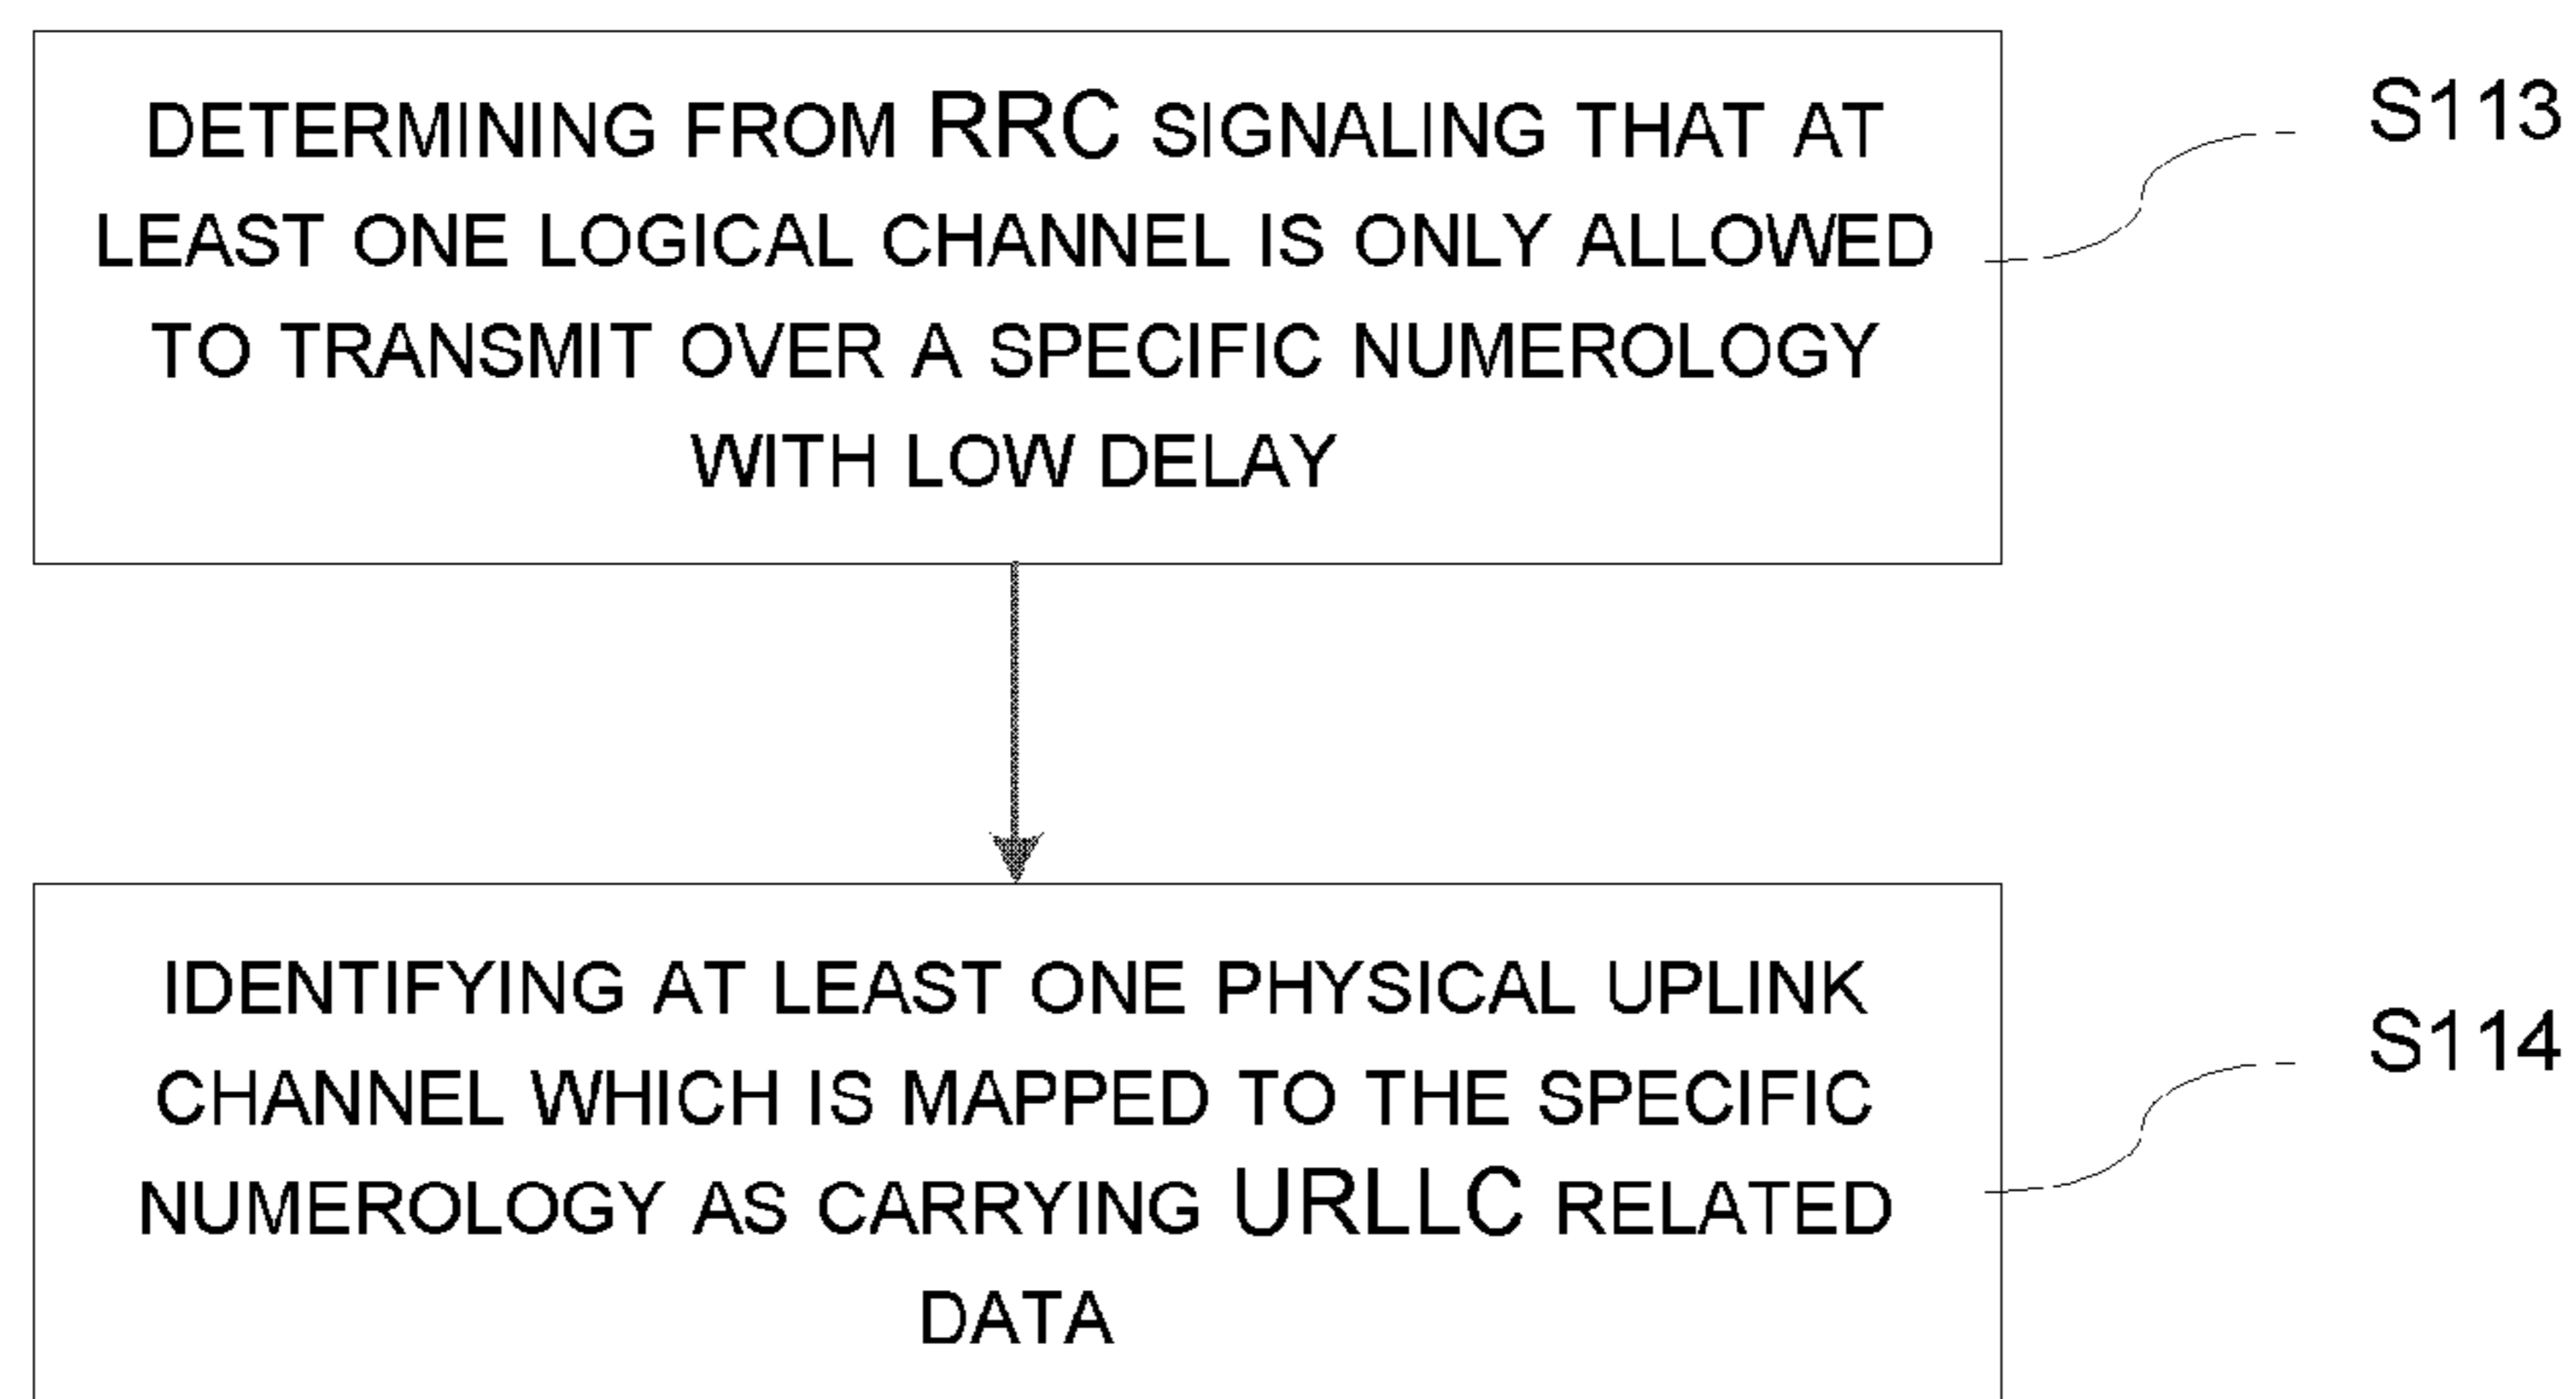 DETERMINING FROM RRC SIGNALING THAT AT
LEAST ONE LOGICAL CHANNEL IS ONLY ALLOWED
TO TRANSMIT OVER A SPECIFIC NUMEROLOGY
WITH LOW DELAY
S113
IDENTIFYING AT LEAST ONE PHYSICAL UPLINK
CHANNEL WHICH IS MAPPED TO THE SPECIFIC
NUMEROLOGY AS CARRYING URLLC RELATED
DATA
S114